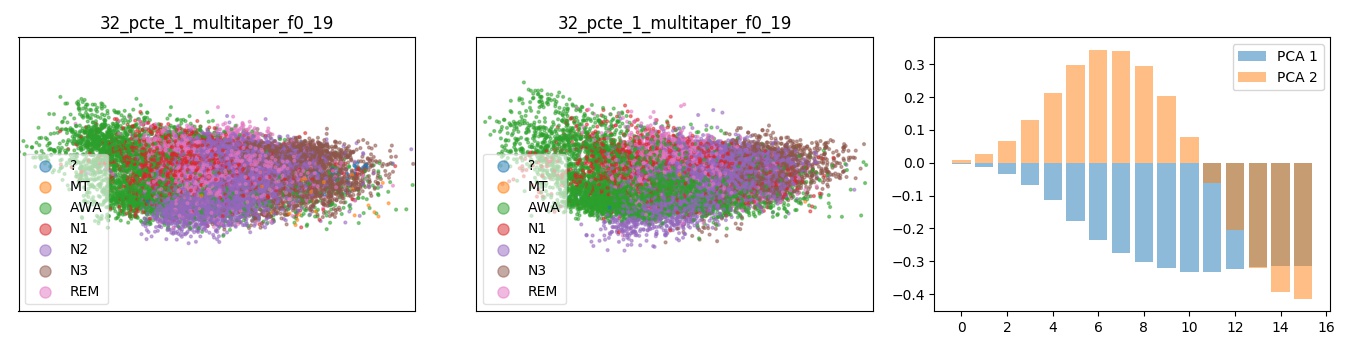 32_pcte_1_multitaper_f0_19
?
MT
AWA
N1
N2
N3
REM
32_pcte_1_multitaper_f0_19
?
MT
AWA
N1
N2
N3
REM
PCA 1
PCA 2
0.3
0.2
0.1
0.0
−0.1
−0.2
−0.3
−0.4
0 2 4 6 8 10 12 14 16